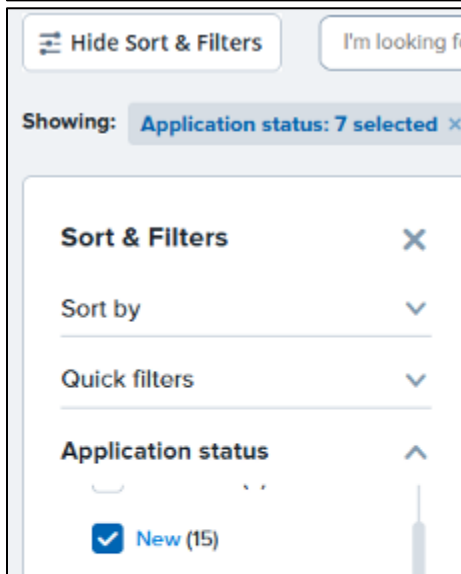 Hide Sort & Filters
I'm looking f
Showing: Application status: 7 selected ×
Sort & Filters
Sort by
Quick filters
Application status
New (15)